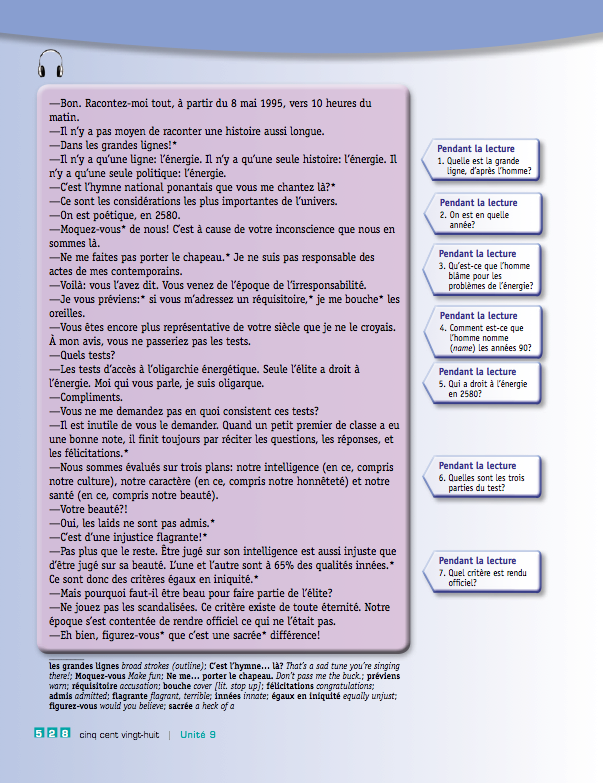 —Bon. Racontez-moi tout, à partir du 8 mai 1995, vers 10 heures du
matin.
—Il n'y a pas moyen de raconter une histoire aussi longue.
—Dans les grandes lignes!*
—Il n'y a qu'une ligne: l'énergie. Il n'y a qu'une seule histoire: l'énergie. Il
n'y a qu'une seule politique: l'énergie.
—C'est l'hymne national ponantais que vous me chantez là?*
—Ce sont les considérations les plus importantes de l'univers.
—On est poétique, en 2580.
—Moquez-vous* de nous! C'est à cause de votre inconscience que nous en
sommes là.
—Ne me faites pas porter le chapeau.* Je ne suis pas responsable des
actes de mes contemporains.
—Voilà: vous l'avez dit. Vous venez de l'époque de l'irresponsabilité.
—Je vous préviens:* si vous m'adressez un réquisitoire,* je me bouche* les
oreilles.
—Vous êtes encore plus représentative de votre siècle que je ne le croyais.
À mon avis, vous ne passeriez pas les tests.
—Quels tests?
—Les tests d'accès à l'oligarchie énergétique. Seule l'élite a droit à
l'énergie. Moi qui vous parle, je suis oligarque.
—Compliments.
—Vous ne me demandez pas en quoi consistent ces tests?
—Il est inutile de vous le demander. Quand un petit premier de classe a eu
une bonne note, il finit toujours par réciter les questions, les réponses, et
les félicitations.*
—Nous sommes évalués sur trois plans: notre intelligence (en ce, compris
notre culture), notre caractère (en ce, compris notre honnêteté) et notre
santé (en ce, compris notre beauté).
—Votre beauté?!
—Oui, les laids ne sont pas admis.*
—C'est d'une injustice flagrante!*
—Pas plus que le reste. Être jugé sur son intelligence est aussi injuste que
d'être jugé sur sa beauté. L'une et l'autre sont à 65% des qualités innées.*
Ce sont donc des critères égaux en iniquité.*
—Mais pourquoi faut-il être beau pour faire partie de l'élite?
—Ne jouez pas les scandalisées. Ce critère existe de toute éternité. Notre
époque s'est contentée de rendre officiel ce qui ne l'était pas.
—Eh bien, figurez-vous* que c'est une sacrée* différence!
Pendant la lecture
1. Quelle est la grande
ligne, d'après l'homme?
Pendant la lecture
2. On est en quelle
année?
Pendant la lecture
3. Qu'est-ce que l'homme
blâme pour les
problèmes de l'énergie?
Pendant la lecture
4. Comment est-ce que
l'homme nomme
(name) les années 90?
Pendant la lecture
5. Qui a droit à l'énergie
en 2580?
Pendant la lecture
6. Quelles sont les trois
parties du test?
Pendant la lecture
7. Quel critère est rendu
officiel?
les grandes lignes broad strokes (outline); C'est l'hymne... là? That's a sad tune you're singing
there!; Moquez-vous Make fun; Ne me... porter le chapeau. Don't pass me the buck.; préviens
warn; réquisitoire accusation; bouche cover [lit. stop up]; félicitations congratulations;
admis admitted; flagrante flagrant, terrible; innées innate; égaux en iniquité equally unjust;
figurez-vous would you believe; sacrée a heck of a
528 cinq cent vingt-huit | Unité 9